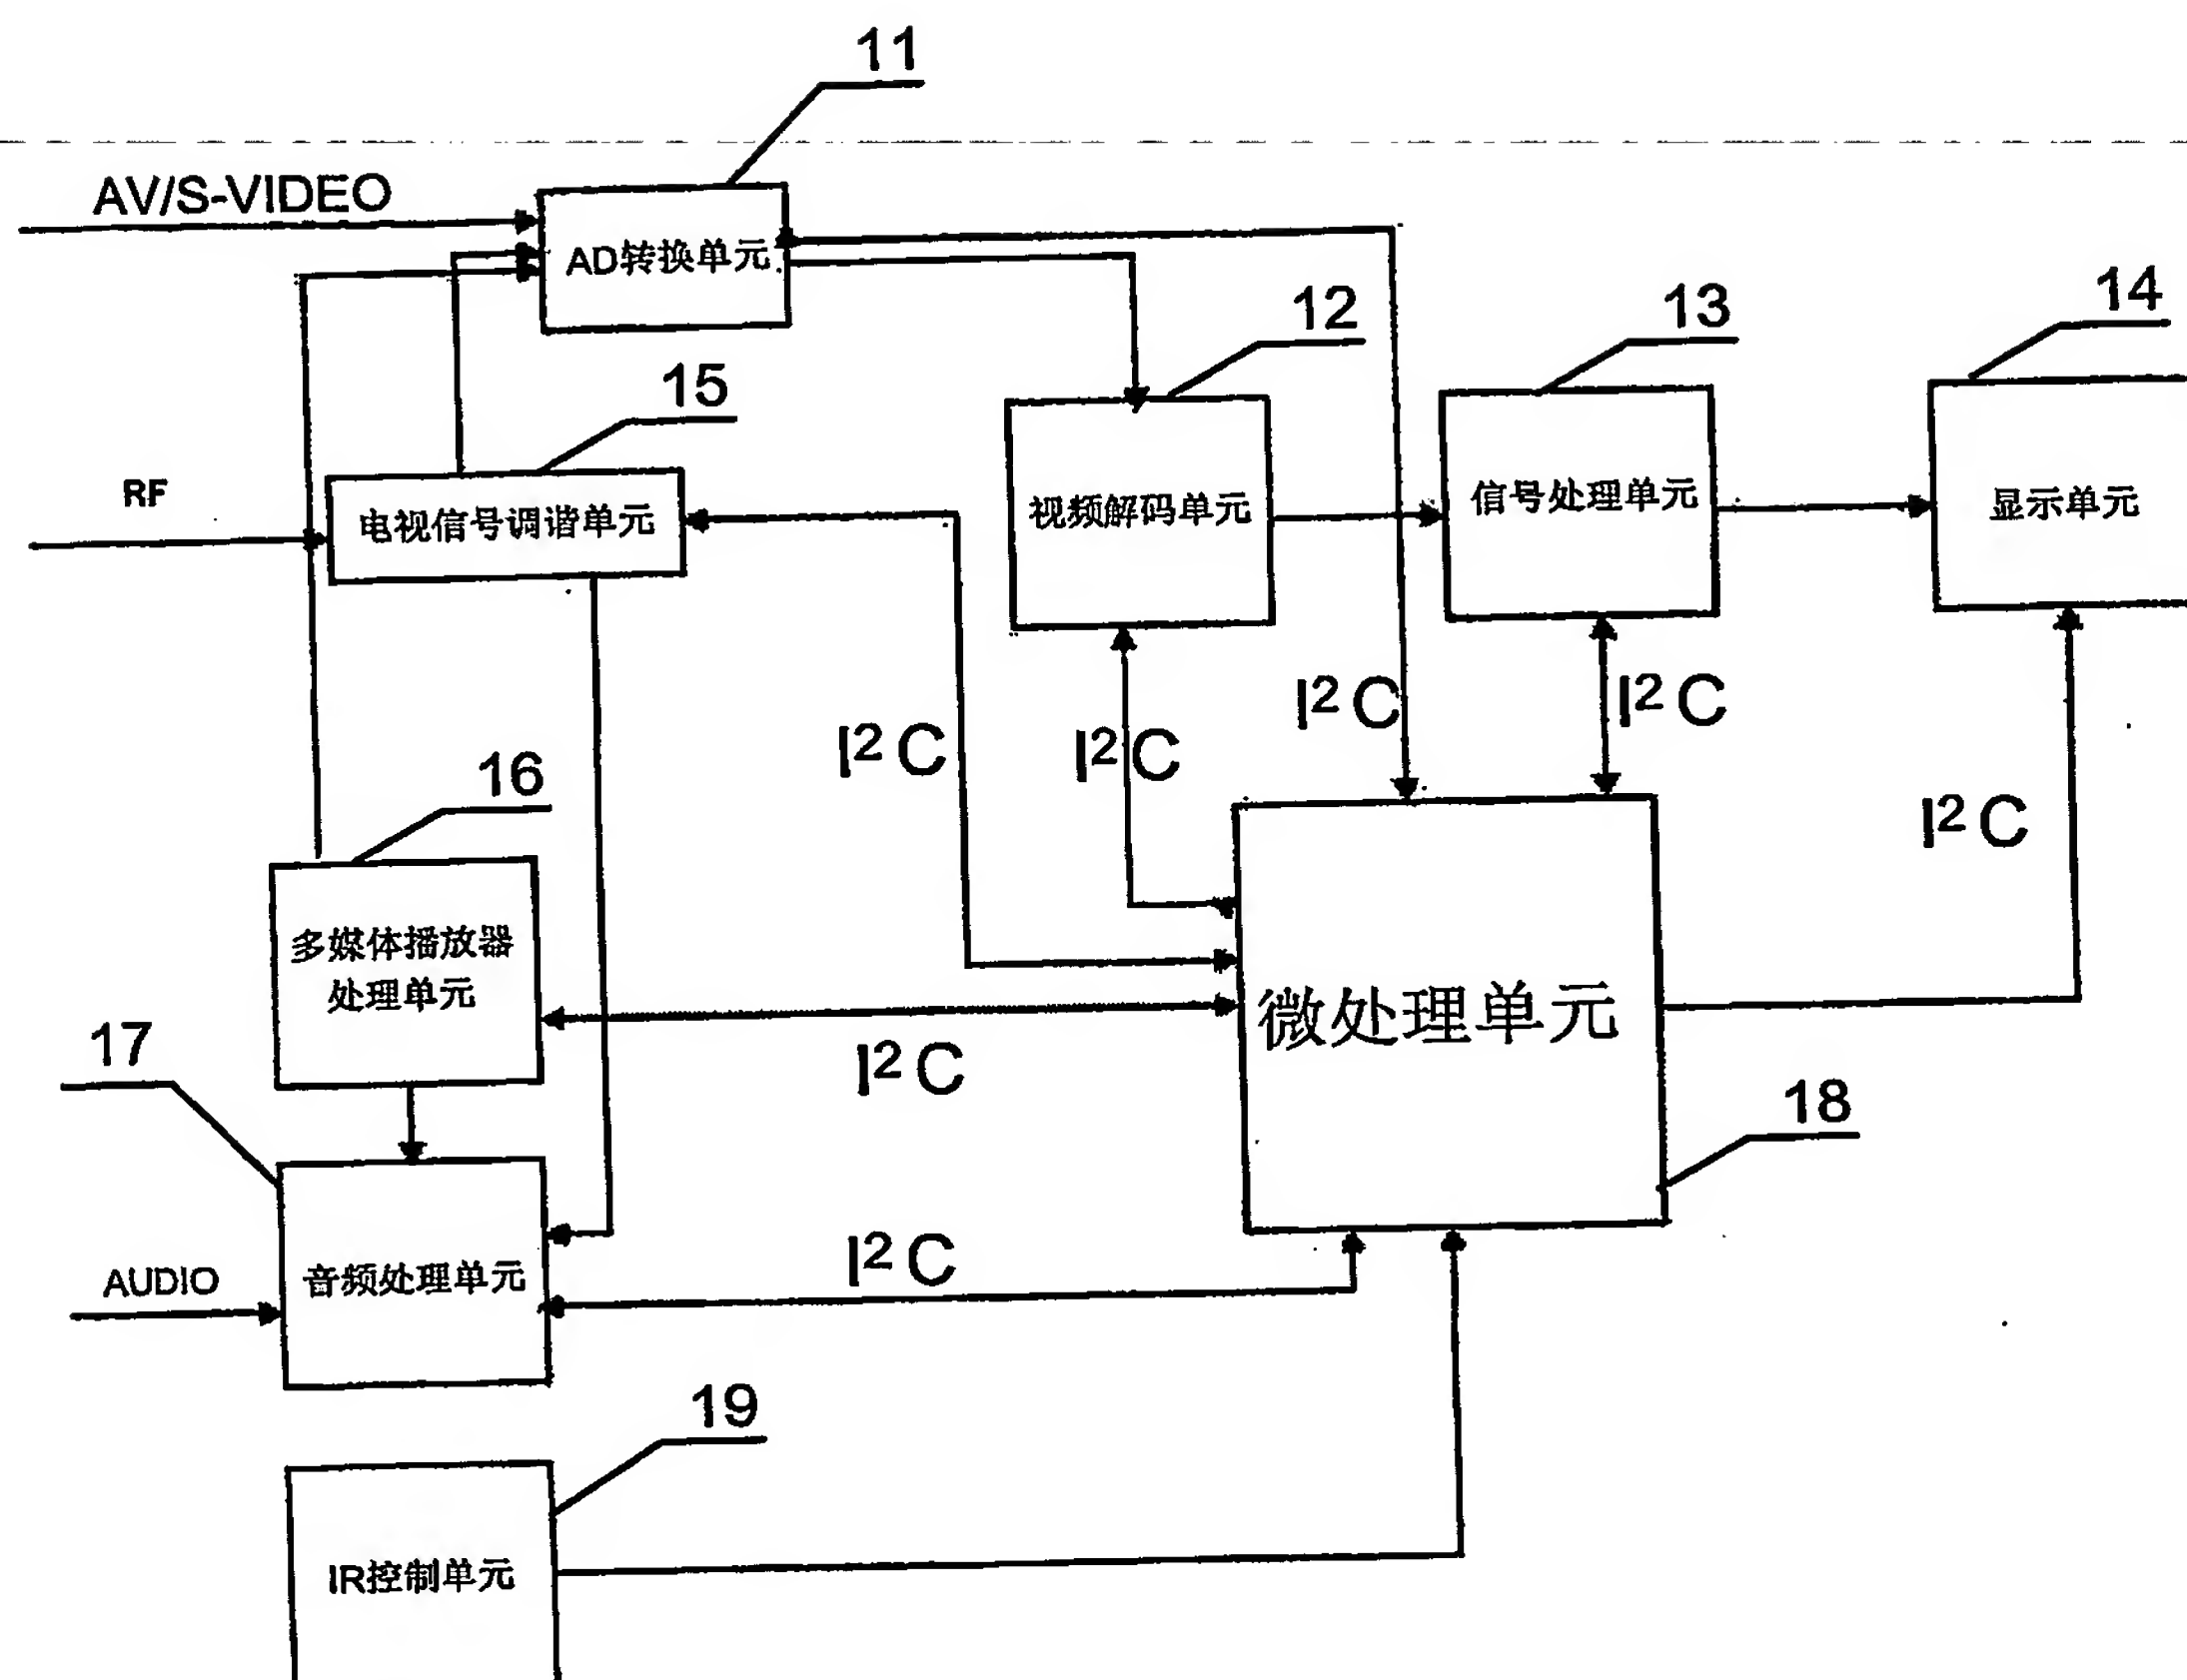 11
AV/S-VIDEO
AD转换单元
12
13
14
15
RF
电视信号调谐单元
视频解码单元
信号处理单元
显示单元
I² C
I² C
I² C
I² C
I² C
16
多媒体播放器
处理单元
微处理单元
I² C
17
18
AUDIO
音频处理单元
I² C
19
IR控制单元